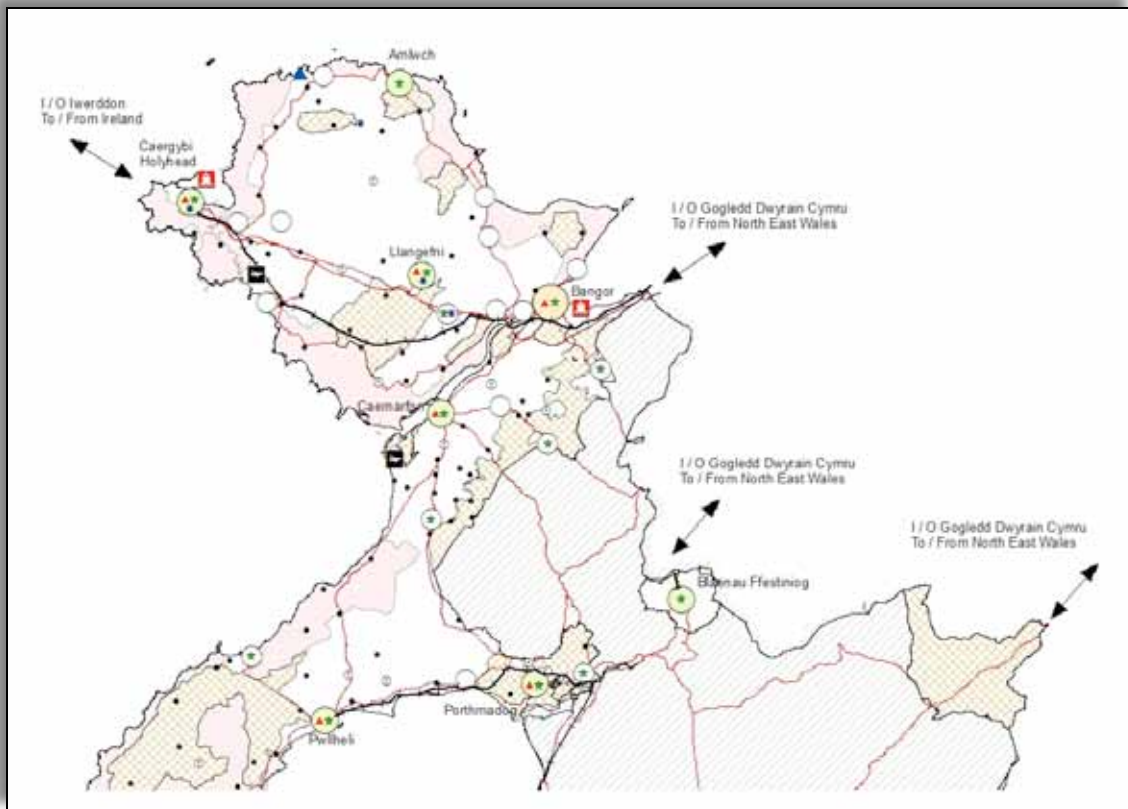 Amlwch
I / O Iwerddon
To / From Ireland
Caergybi
Holyhead
I / O Gogledd Dwyrain Cymru
To / From North East Wales
Llangefni
Bangor
Caernarfon
I / O Gogledd Dwyrain Cymru
To / From North East Wales
I / O Gogledd Dwyrain Cymru
To / From North East Wales
Blaenau Ffestiniog
Porthmadog
Pwllheli